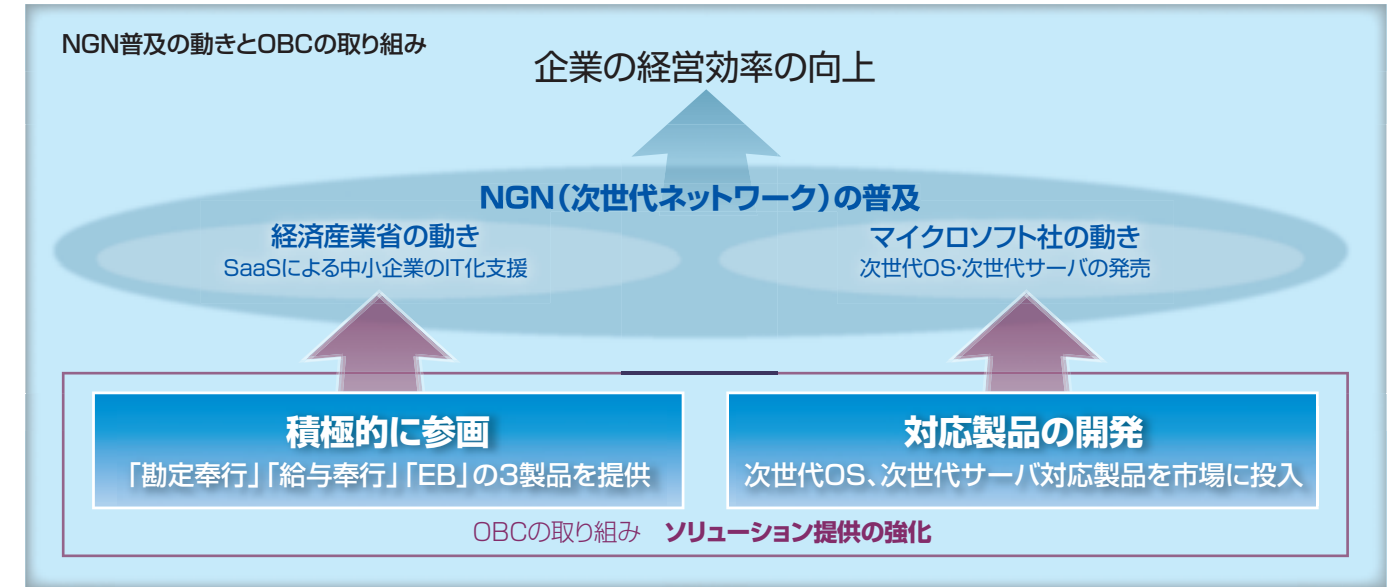 NGN普及の動きとOBCの取り組み
企業の経営効率の向上
NGN（次世代ネットワーク）の普及
経済産業省の動き
SaaSによる中小企業のIT化支援
マイクロソフト社の動き
次世代OS・次世代サーバの発売
積極的に参画
「勘定奉行」「給与奉行」「EB」の3製品を提供
対応製品の開発
次世代OS、次世代サーバ対応製品を市場に投入
OBCの取り組み ソリューション提供の強化